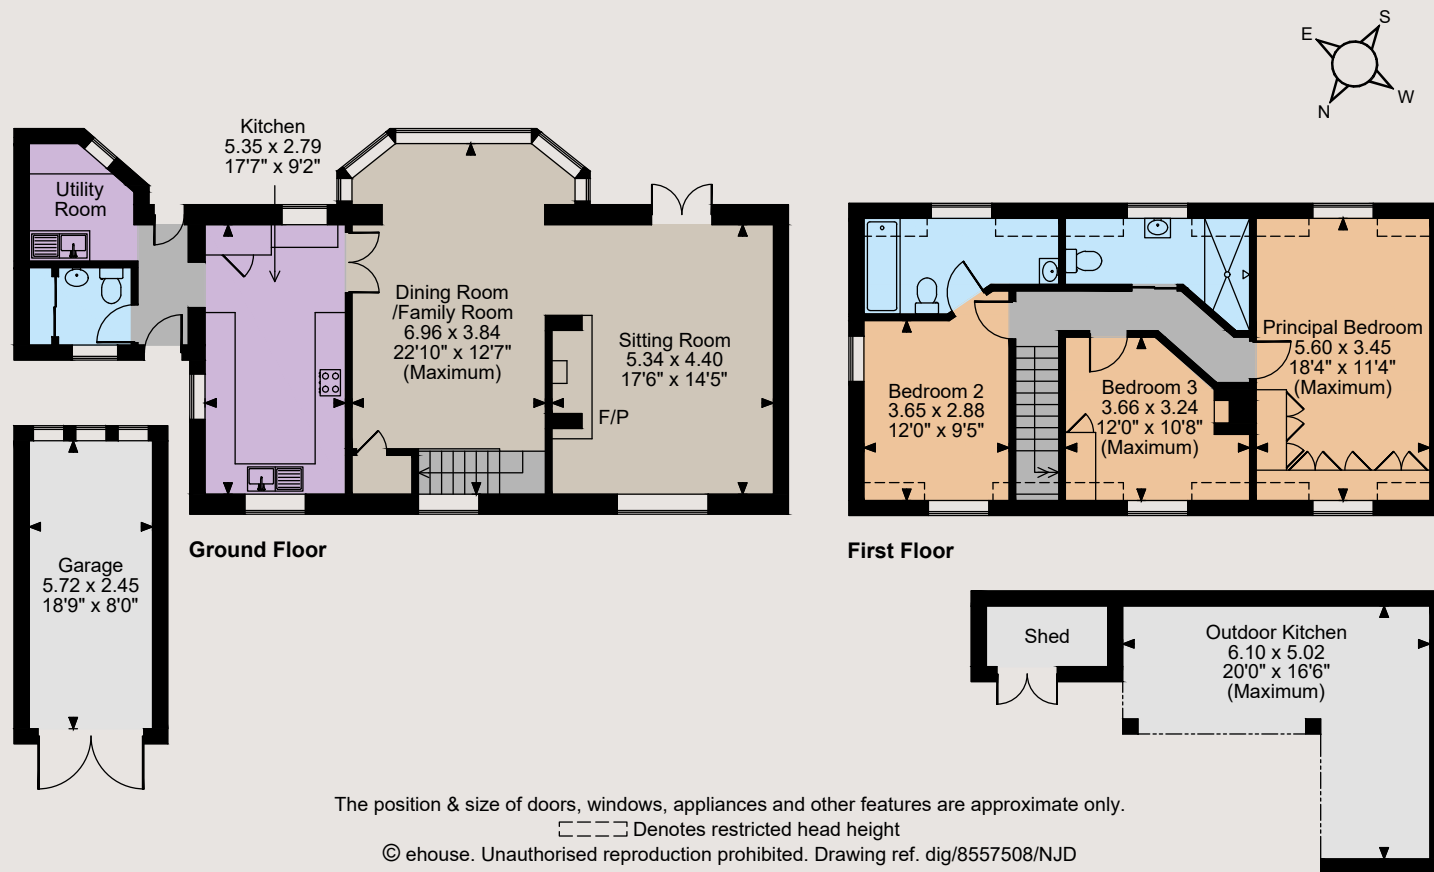 S
E
W
N
Kitchen
5.35 x 2.79
17'7" x 9'2"
Utility
Room
Dining Room
/Family Room
6.96 x 3.84
22'10" x 12'7"
(Maximum)
Sitting Room
5.34 x 4.40
17'6" x 14'5"
F/P
Principal Bedroom
5.60 x 3.45
18'4" x 11'4"
(Maximum)
Bedroom 2
3.65 x 2.88
12'0" x 9'5"
Bedroom 3
3.66 x 3.24
12'0" x 10'8"
(Maximum)
Ground Floor
First Floor
Garage
5.72 x 2.45
18'9" x 8'0"
Shed
Outdoor Kitchen
6.10 x 5.02
20'0" x 16'6"
(Maximum)
The position & size of doors, windows, appliances and other features are approximate only.
Denotes restricted head height
© ehouse. Unauthorised reproduction prohibited. Drawing ref. dig/8557508/NJD